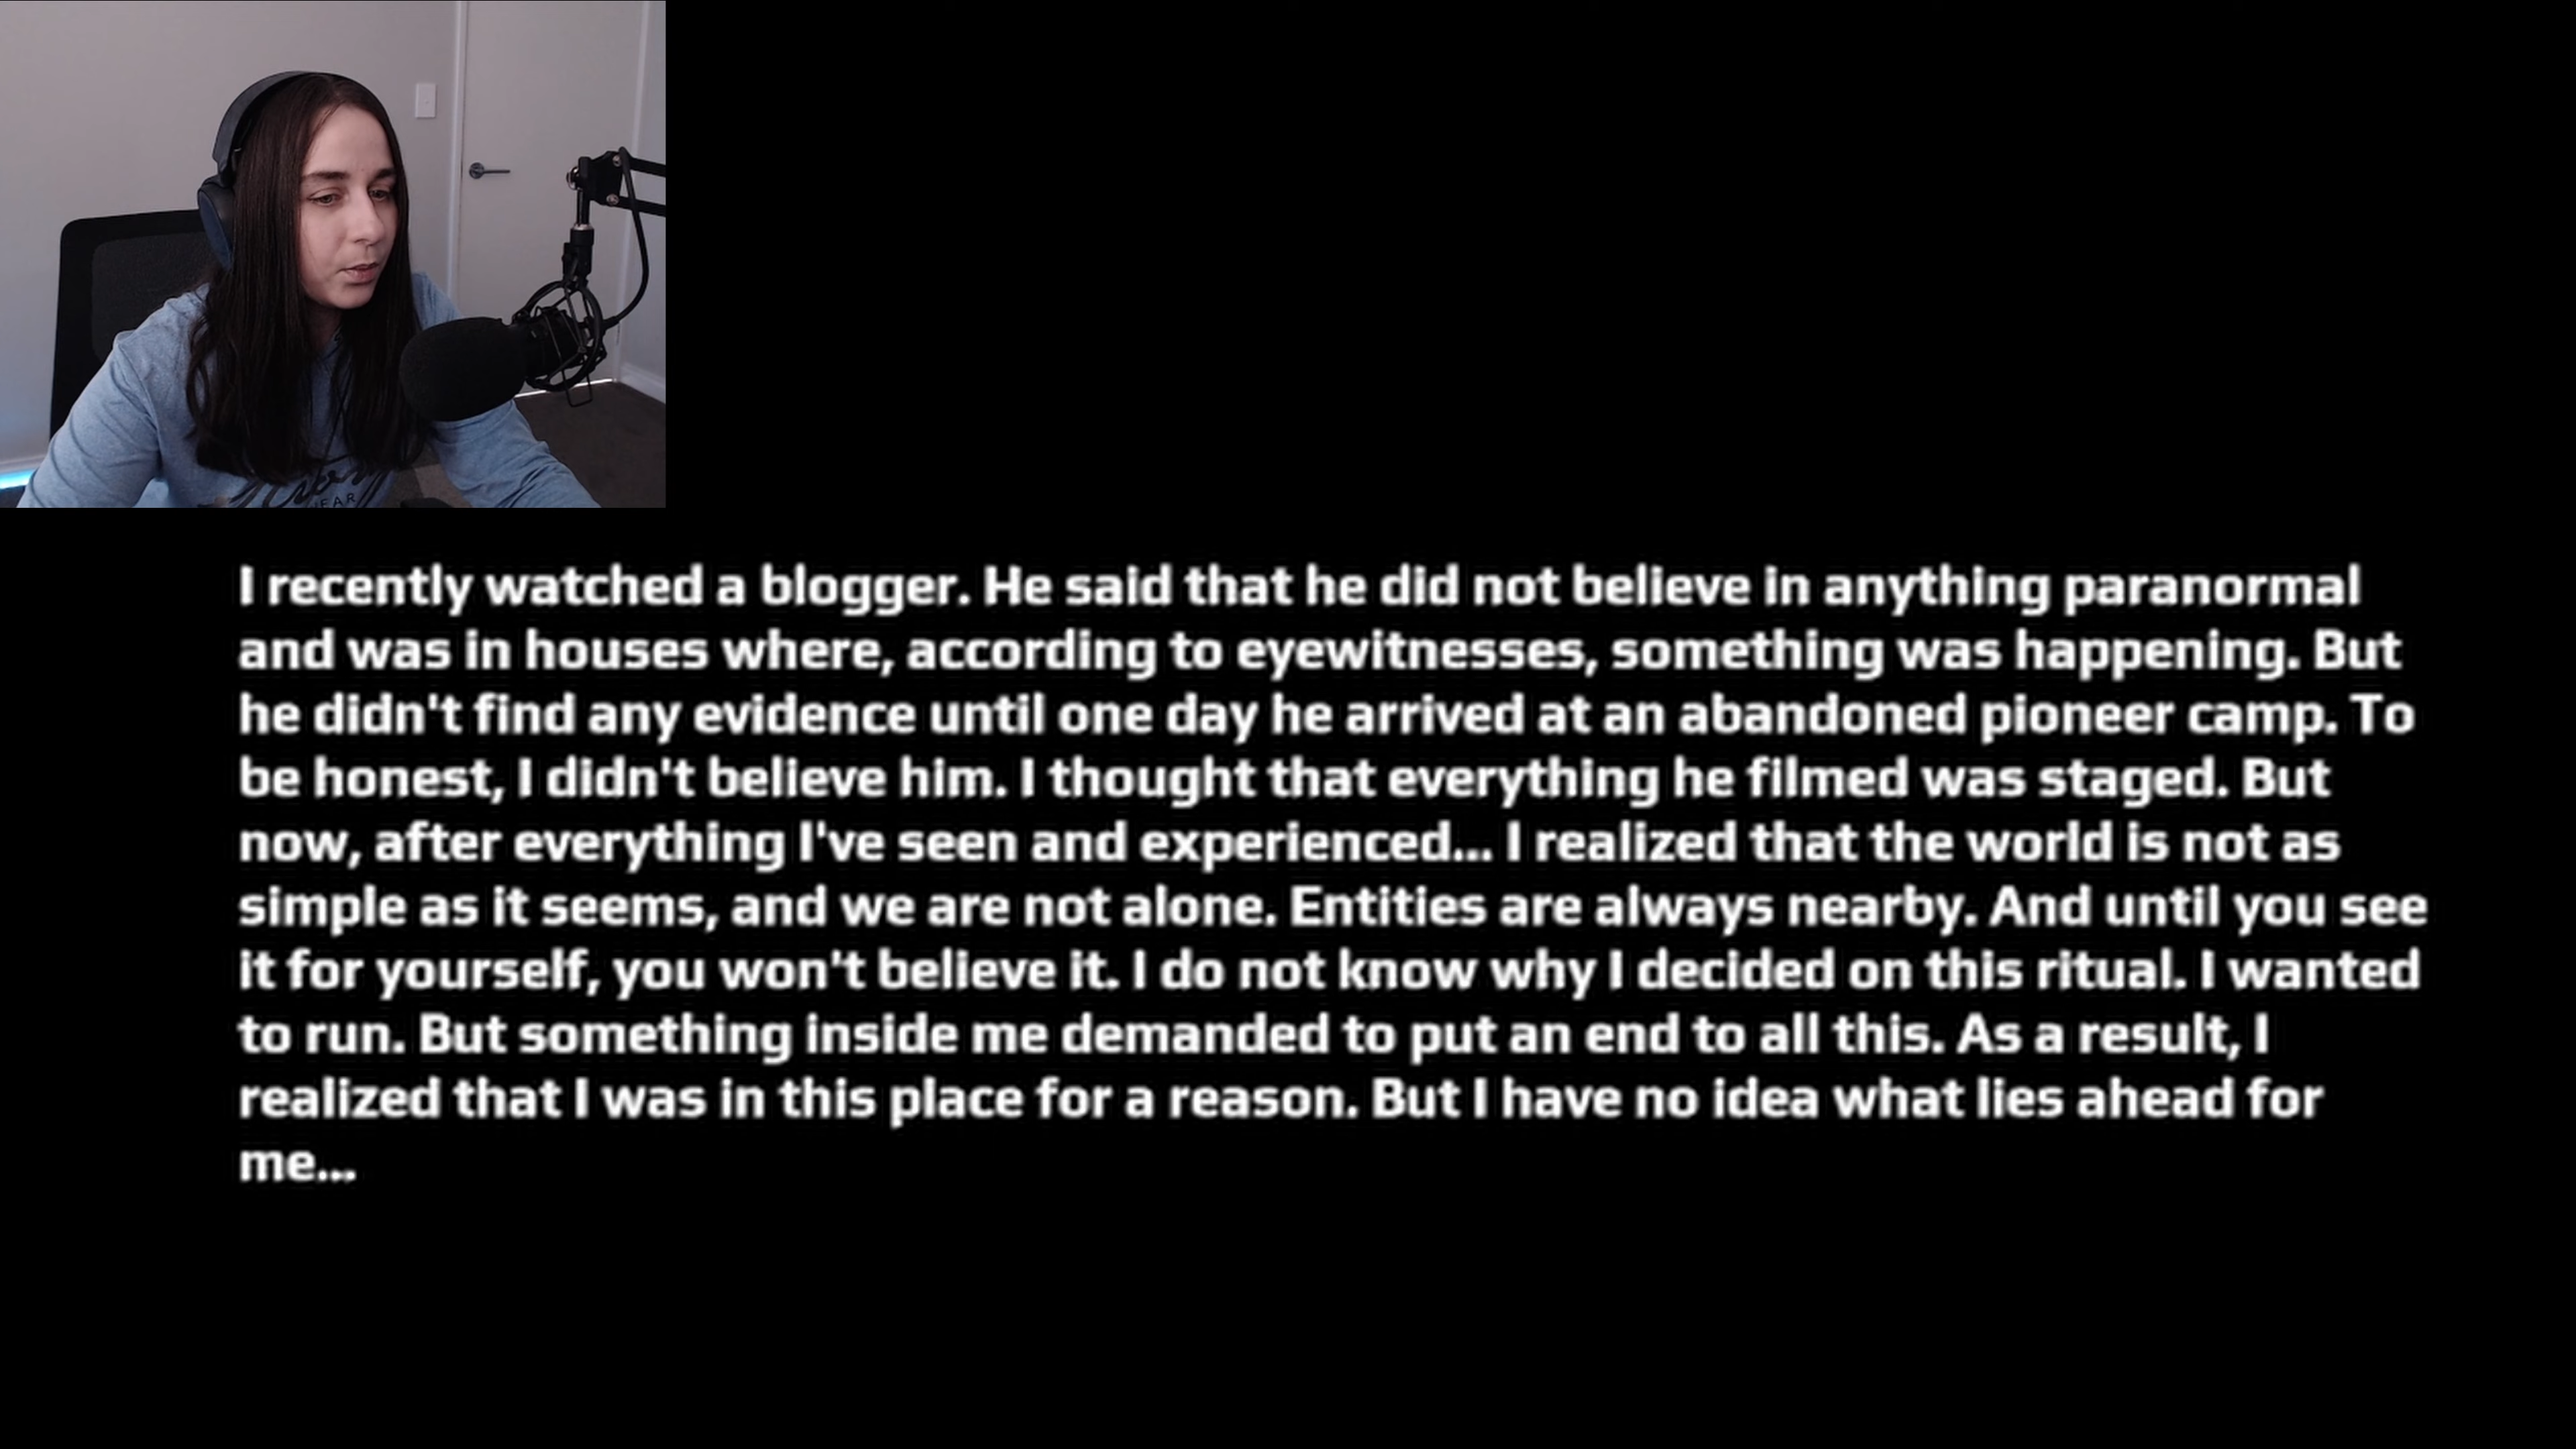 I recently watched a blogger. He said that he did not believe in anything paranormal
and was in houses where, according to eyewitnesses, something was happening. But
he didn't find any evidence until one day he arrived at an abandoned pioneer camp. To
be honest, I didn't believe him. I thought that everything he filmed was staged. But
now, after everything I've seen and experienced... I realized that the world is not as
simple as it seems, and we are not alone. Entities are always nearby. And until you see
it for yourself, you won't believe it. I do not know why I decided on this ritual. I wanted
to run. But something inside me demanded to put an end to all this. As a result, I
realized that I was in this place for a reason. But I have no idea what lies ahead for
me...